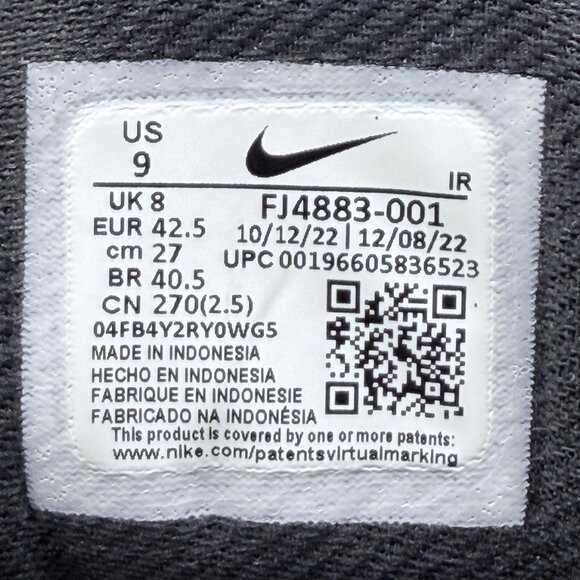 US
9
IR
UK 8
EUR 42.5
cm 27
BR 40.5
CN 270(2.5)
FJ4883-001
10/12/22 | 12/08/22
UPC 00196605836523
04FB4Y2RY0WG5
MADE IN INDONESIA
HECHO EN INDONESIA
FABRIQUE EN INDONESIE
FABRICADO NA INDONÉSIA
This product is covered by one or more patents:
www.nike.com/patentsvirtualmarking